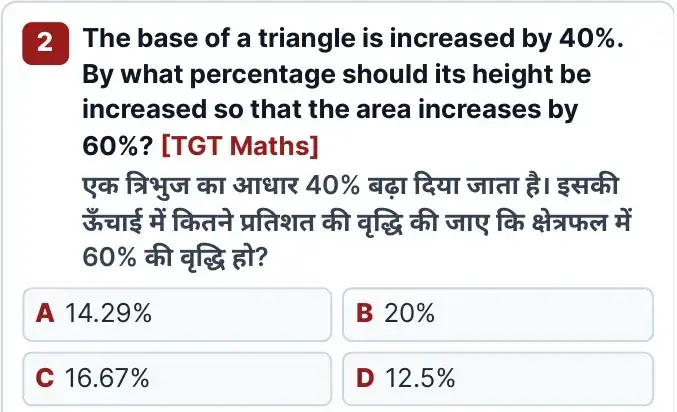 2 The base of a triangle is increased by 40%.
By what percentage should its height be
increased so that the area increases by
60%? [TGT Maths]
एक त्रिभुज का आधार 40% बढ़ा दिया जाता है। इसकी
ऊँचाई में कितने प्रतिशत की वृद्धि की जाए कि क्षेत्रफल में
60% की वृद्धि हो?
A 14.29% B 20%
C 16.67% D 12.5%